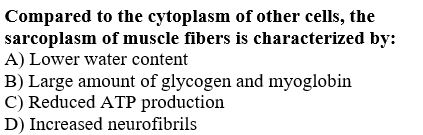 Compared to the cytoplasm of other cells, the
sarcoplasm of muscle fibers is characterized by:
A) Lower water content
B) Large amount of glycogen and myoglobin
C) Reduced ATP production
D) Increased neurofibrils